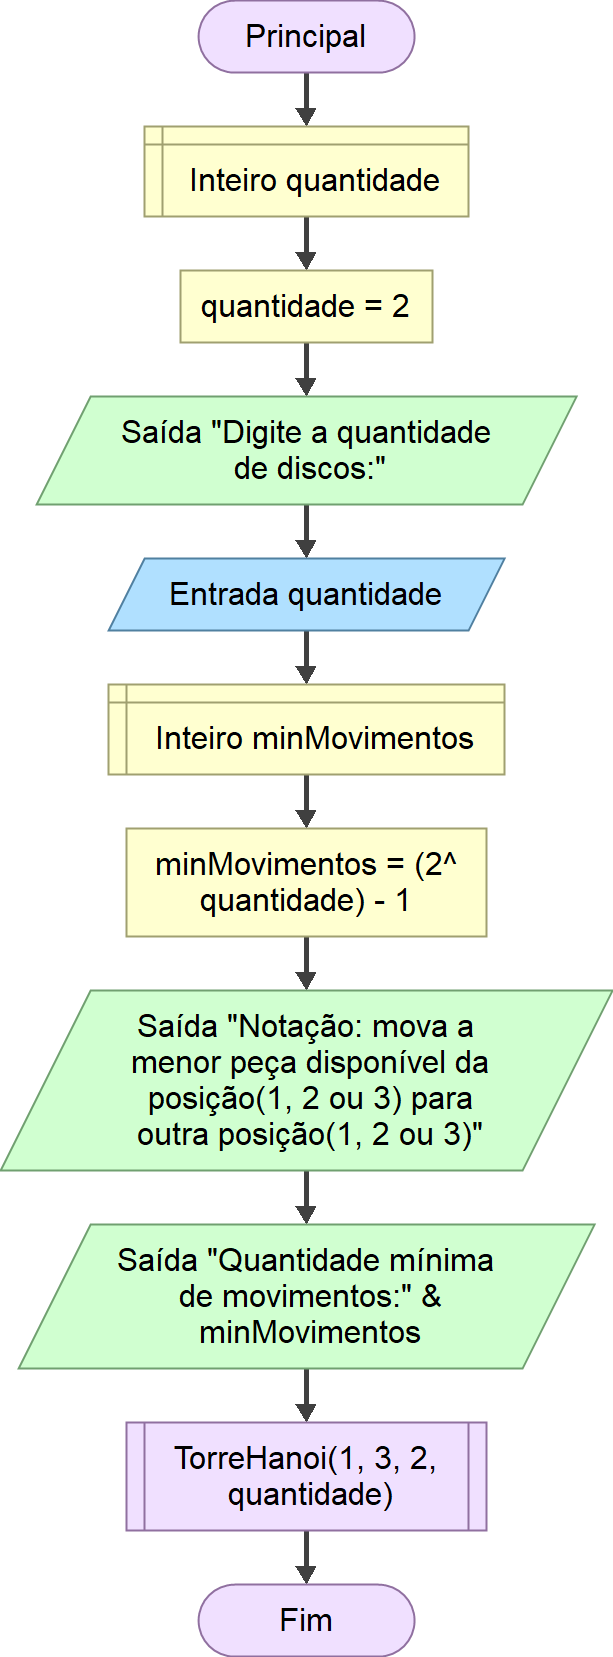 Principal
Inteiro quantidade
quantidade = 2
Saída "Digite a quantidade
de discos:"
Entrada quantidade
Inteiro minMovimentos
minMovimentos = (2^
quantidade) - 1
Saída "Notação: mova a
menor peça disponível da
posição(1, 2 ou 3) para
outra posição(1, 2 ou 3)"
Saída "Quantidade mínima
de movimentos:" &
minMovimentos
TorreHanoi(1, 3, 2,
quantidade)
Fim